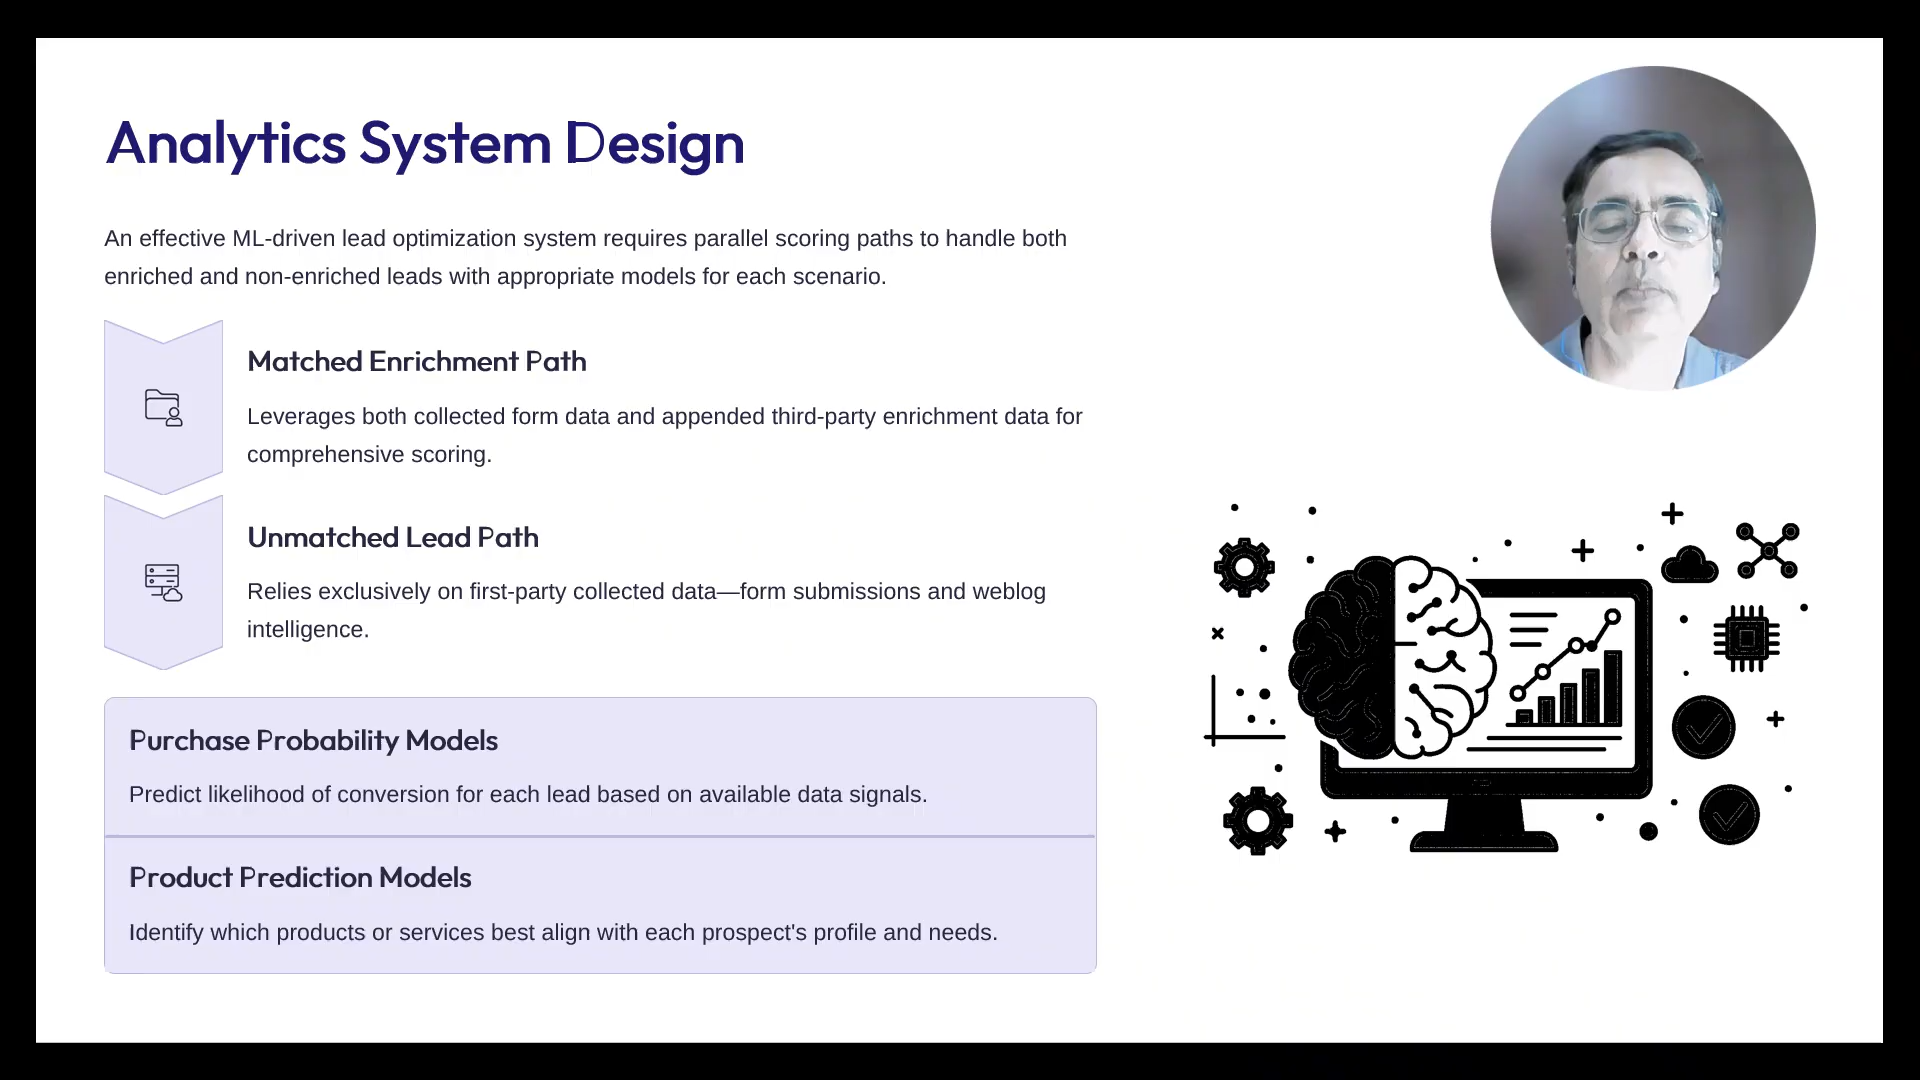 Analytics System Design
An effective ML-driven lead optimization system requires parallel scoring paths to handle both
enriched and non-enriched leads with appropriate models for each scenario.
Matched Enrichment Path
Leverages both collected form data and appended third-party enrichment data for
comprehensive scoring.
Unmatched Lead Path
Relies exclusively on first-party collected data—form submissions and weblog
intelligence.
Purchase Probability Models
Predict likelihood of conversion for each lead based on available data signals.
Product Prediction Models
Identify which products or services best align with each prospect's profile and needs.